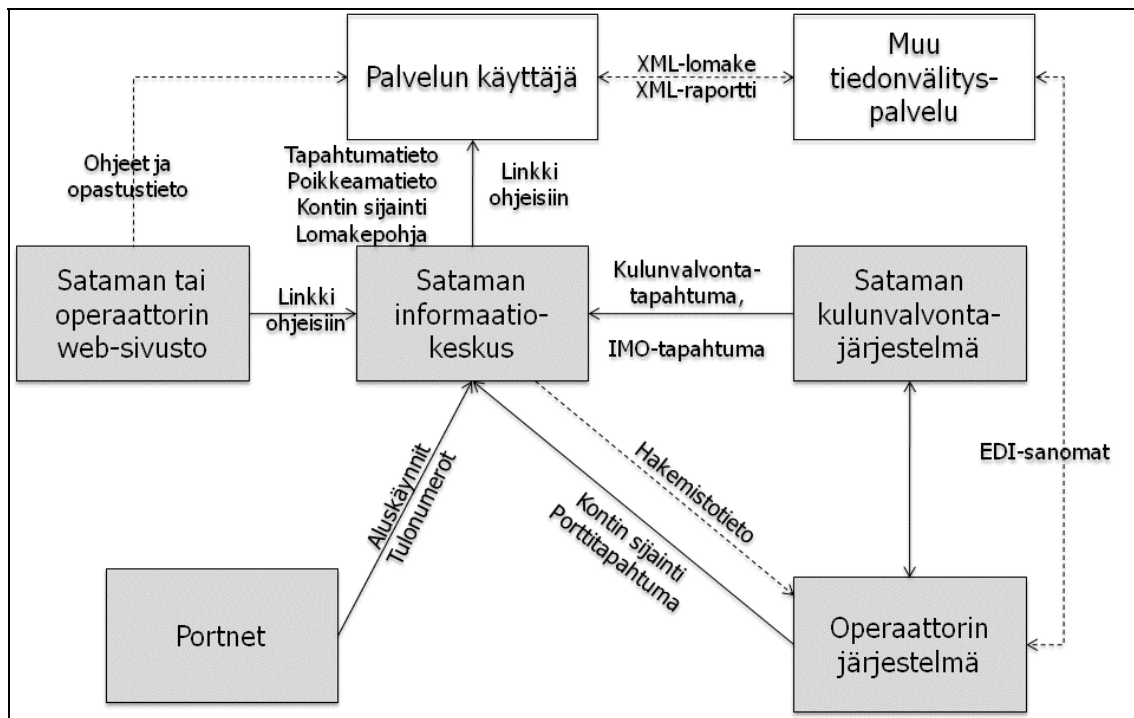 Palvelun käyttäjä
XML-lomake
XML-raportti
Muu
tiedonvälitys-
palvelu
Ohjeet ja
opastustieto
Tapahtumatieto
Poikkeamatieto
Kontin sijainti
Lomakepohja
Linkki
ohjeisiin
Sataman tai
operaattorin
web-sivusto
Linkki
ohjeisiin
Sataman
informaatio-
keskus
Kulunvalvonta-
tapahtuma,
IMO-tapahtuma
Sataman
kulunvalvonta-
järjestelmä
EDI-sanomat
Aluskäynnit
Tulonumerot
Hakemistotieto
Kontin sijainti
Porttitapahtuma
Portnet
Operaattorin
järjestelmä